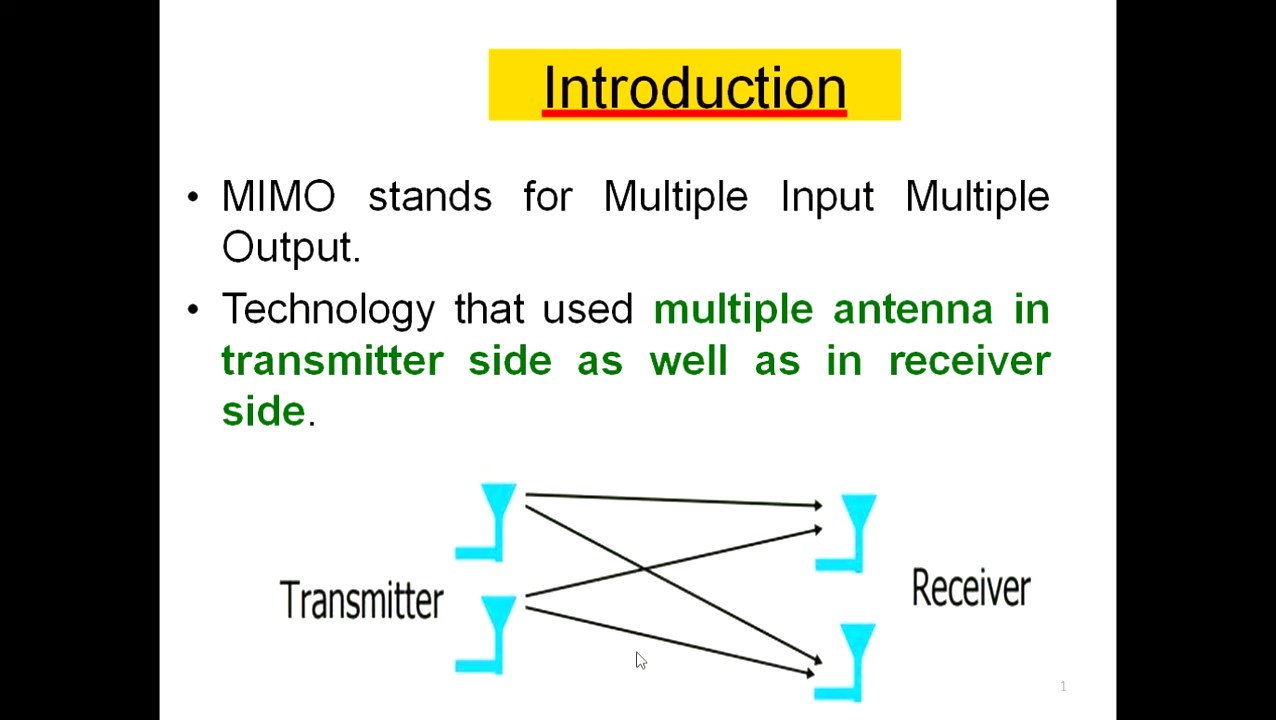 Introduction
• MIMO stands for Multiple Input Multiple
Output.
• Technology that used multiple antenna in
transmitter side as well as in receiver
side.
Transmitter
Receiver
1